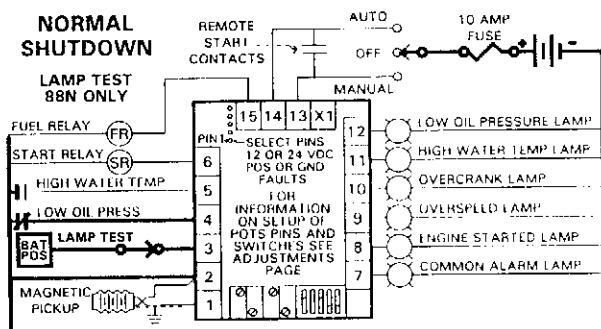 NORMAL
SHUTDOWN
LAMP TEST
88N ONLY
REMOTE
START
CONTACTS
AUTO
OFF
MANUAL
10 AMP
FUSE
+ -
FUEL RELAY
FR
START RELAY
SR
HIGH WATER TEMP
LOW OIL PRESS
BAT
POS
LAMP TEST
MAGNETIC
PICKUP
15 14 13 X1
PIN1
6
5
4
3
2
1
SELECT PINS
12 OR 24 VDC
POS OR GND
FAULTS
FOR
INFORMATION
ON SETUP OF
POTS PINS AND
SWITCHES SEE
ADJUSTMENTS
PAGE
12
11
10
9
8
7
LOW OIL PRESSURE LAMP
HIGH WATER TEMP LAMP
OVERCRANK LAMP
OVERSPEED LAMP
ENGINE STARTED LAMP
COMMON ALARM LAMP